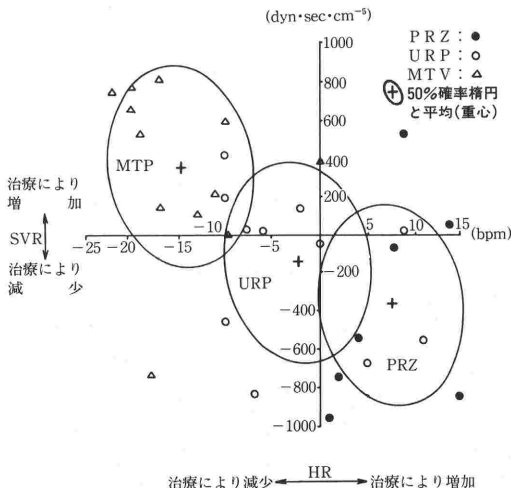 (dyn•sec•cm⁻⁵)
PRZ：●
URP：○
MTV：△
50%確率楕円
と平均(重心)
1000
800
600
400
200
MTP
治療により
増　加
SVR
治療により
減　少
-25
-20
-15
-10
-5
5
15
(bpm)
-200
URP
-400
-600
PRZ
-800
-1000
HR
治療により減少
治療により増加